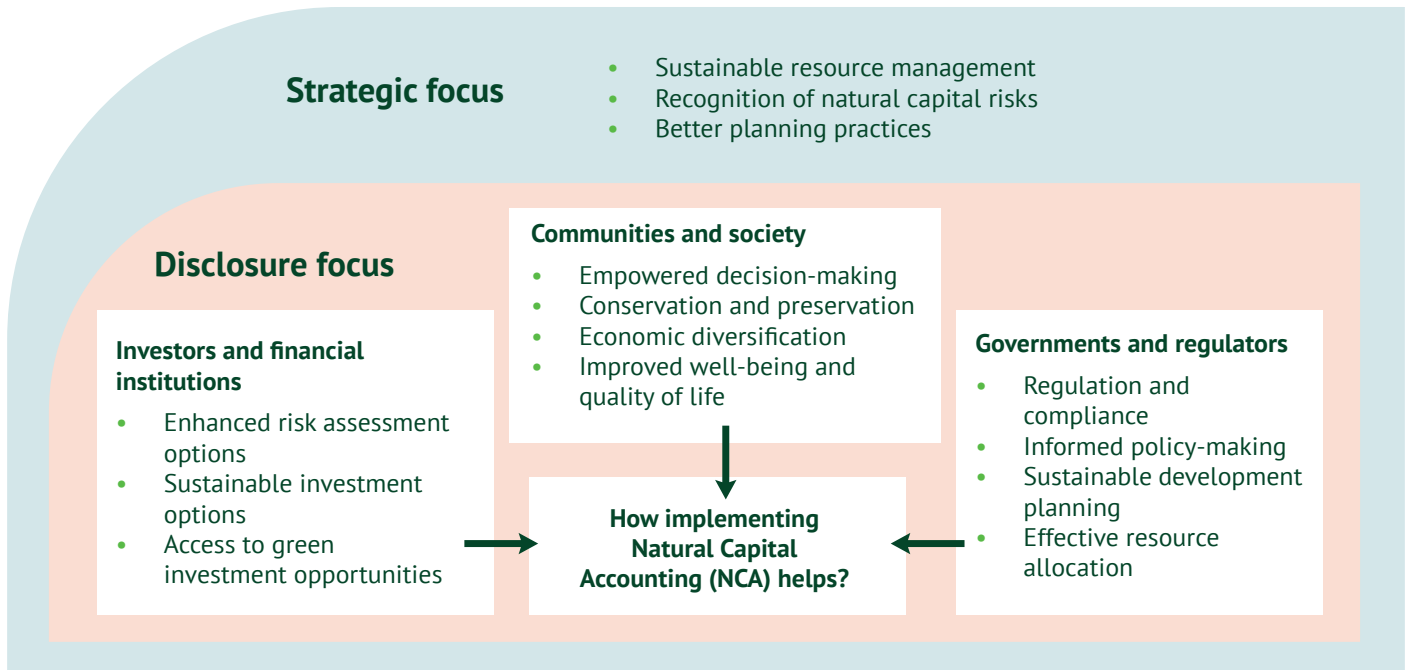 Strategic focus
• Sustainable resource management
• Recognition of natural capital risks
• Better planning practices
Disclosure focus
Communities and society
• Empowered decision-making
• Conservation and preservation
• Economic diversification
• Improved well-being and
quality of life
Investors and financial
institutions
• Enhanced risk assessment
options
• Sustainable investment
options
• Access to green
investment opportunities
How implementing
Natural Capital
Accounting (NCA) helps?
Governments and regulators
• Regulation and
compliance
• Informed policy-making
• Sustainable development
planning
• Effective resource
allocation